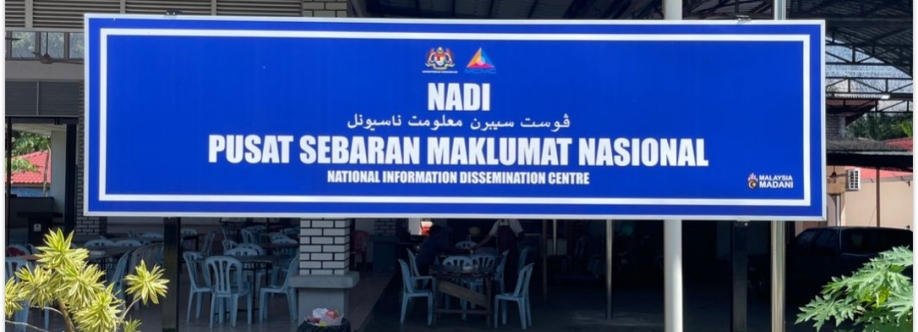 NADI
ڤوست سيبرن معلومت ناسيونل
PUSAT SEBARAN MAKLUMAT NASIONAL
NATIONAL INFORMATION DISSEMINATION CENTRE
MALAYSIA
MADANI